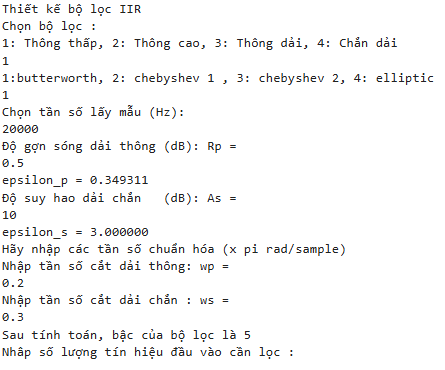 Thiết kế bộ lọc IIR
Chọn bộ lọc :
1: Thông thấp, 2: Thông cao, 3: Thông dải, 4: Chắn dải
1
1:butterworth, 2: chebyshev 1 , 3: chebyshev 2, 4: elliptic
1
Chọn tần số lấy mẫu (Hz):
20000
Độ gợn sóng dải thông (dB): Rp =
0.5
epsilon_p = 0.349311
Độ suy hao dải chắn   (dB): As =
10
epsilon_s = 3.000000
Hãy nhập các tần số chuẩn hóa (x pi rad/sample)
Nhập tần số cắt dải thông: wp =
0.2
Nhập tần số cắt dải chắn : ws =
0.3
Sau tính toán, bậc của bộ lọc là 5
Nhâp số lượng tín hiệu đầu vào cần lọc :